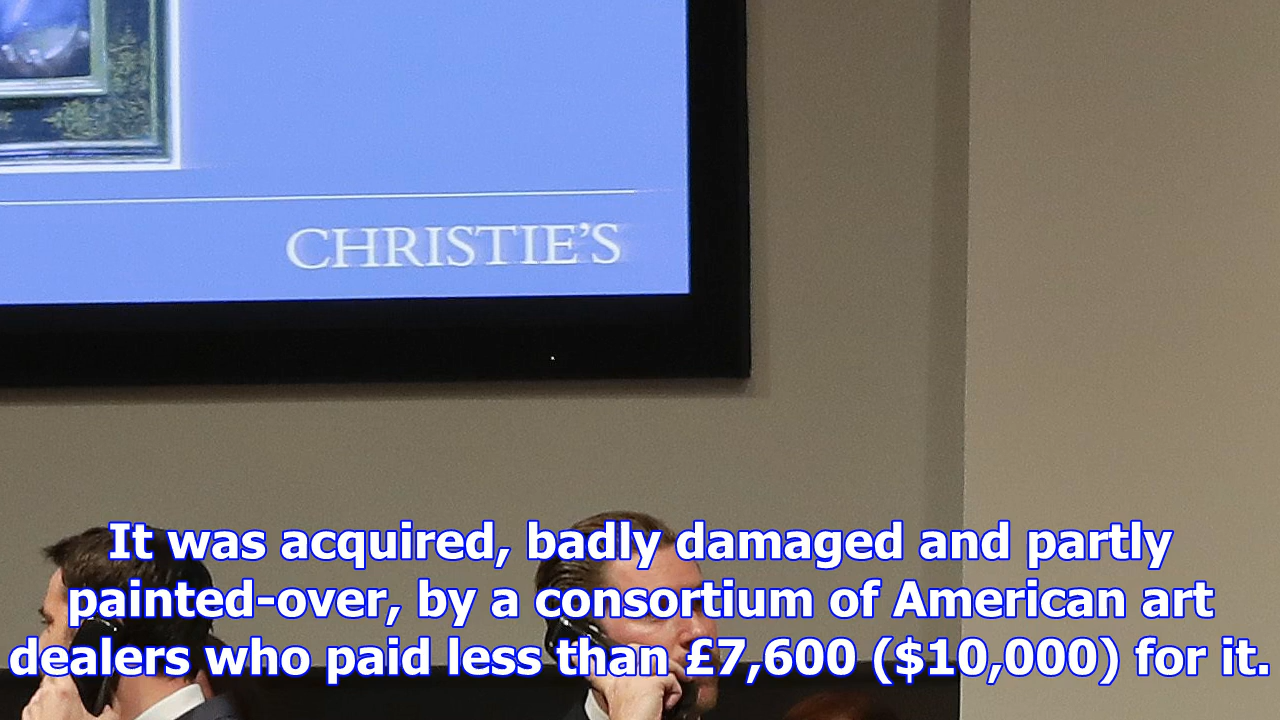 CHRISTIE'S
It was acquired, badly damaged and partly
painted-over, by a consortium of American art
dealers who paid less than £7,600 ($10,000) for it.